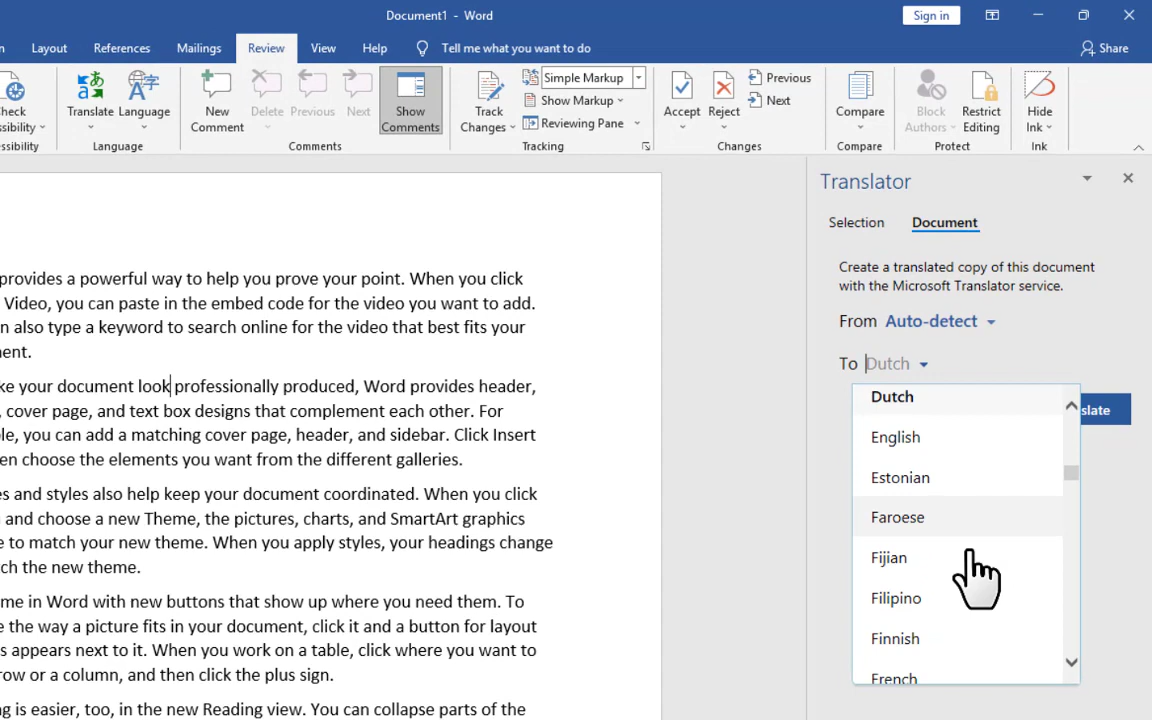 Document1 - Word
Sign in
Layout References Mailings Review View Help Tell me what you want to do Share
Check
Accessibility
Translate Language
Language
New
Comment
Delete Previous Next Show
Comments
Comments
Track
Changes
Simple Markup
Show Markup
Reviewing Pane
Tracking
Accept Reject
Previous
Next
Changes
Compare
Compare
Block
Authors
Restrict
Editing
Protect
Hide
Ink
Ink
provides a powerful way to help you prove your point. When you click
Video, you can paste in the embed code for the video you want to add.
n also type a keyword to search online for the video that best fits your
ment.
ke your document look professionally produced, Word provides header,
, cover page, and text box designs that complement each other. For
le, you can add a matching cover page, header, and sidebar. Click Insert
en choose the elements you want from the different galleries.
es and styles also help keep your document coordinated. When you click
n and choose a new Theme, the pictures, charts, and SmartArt graphics
e to match your new theme. When you apply styles, your headings change
tch the new theme.
me in Word with new buttons that show up where you need them. To
e the way a picture fits in your document, click it and a button for layout
s appears next to it. When you work on a table, click where you want to
row or a column, and then click the plus sign.
g is easier, too, in the new Reading view. You can collapse parts of the
Translator
Selection Document
Create a translated copy of this document
with the Microsoft Translator service.
From Auto-detect
To Dutch
Dutch
English
Estonian
Faroese
Fijian
Filipino
Finnish
French
slate